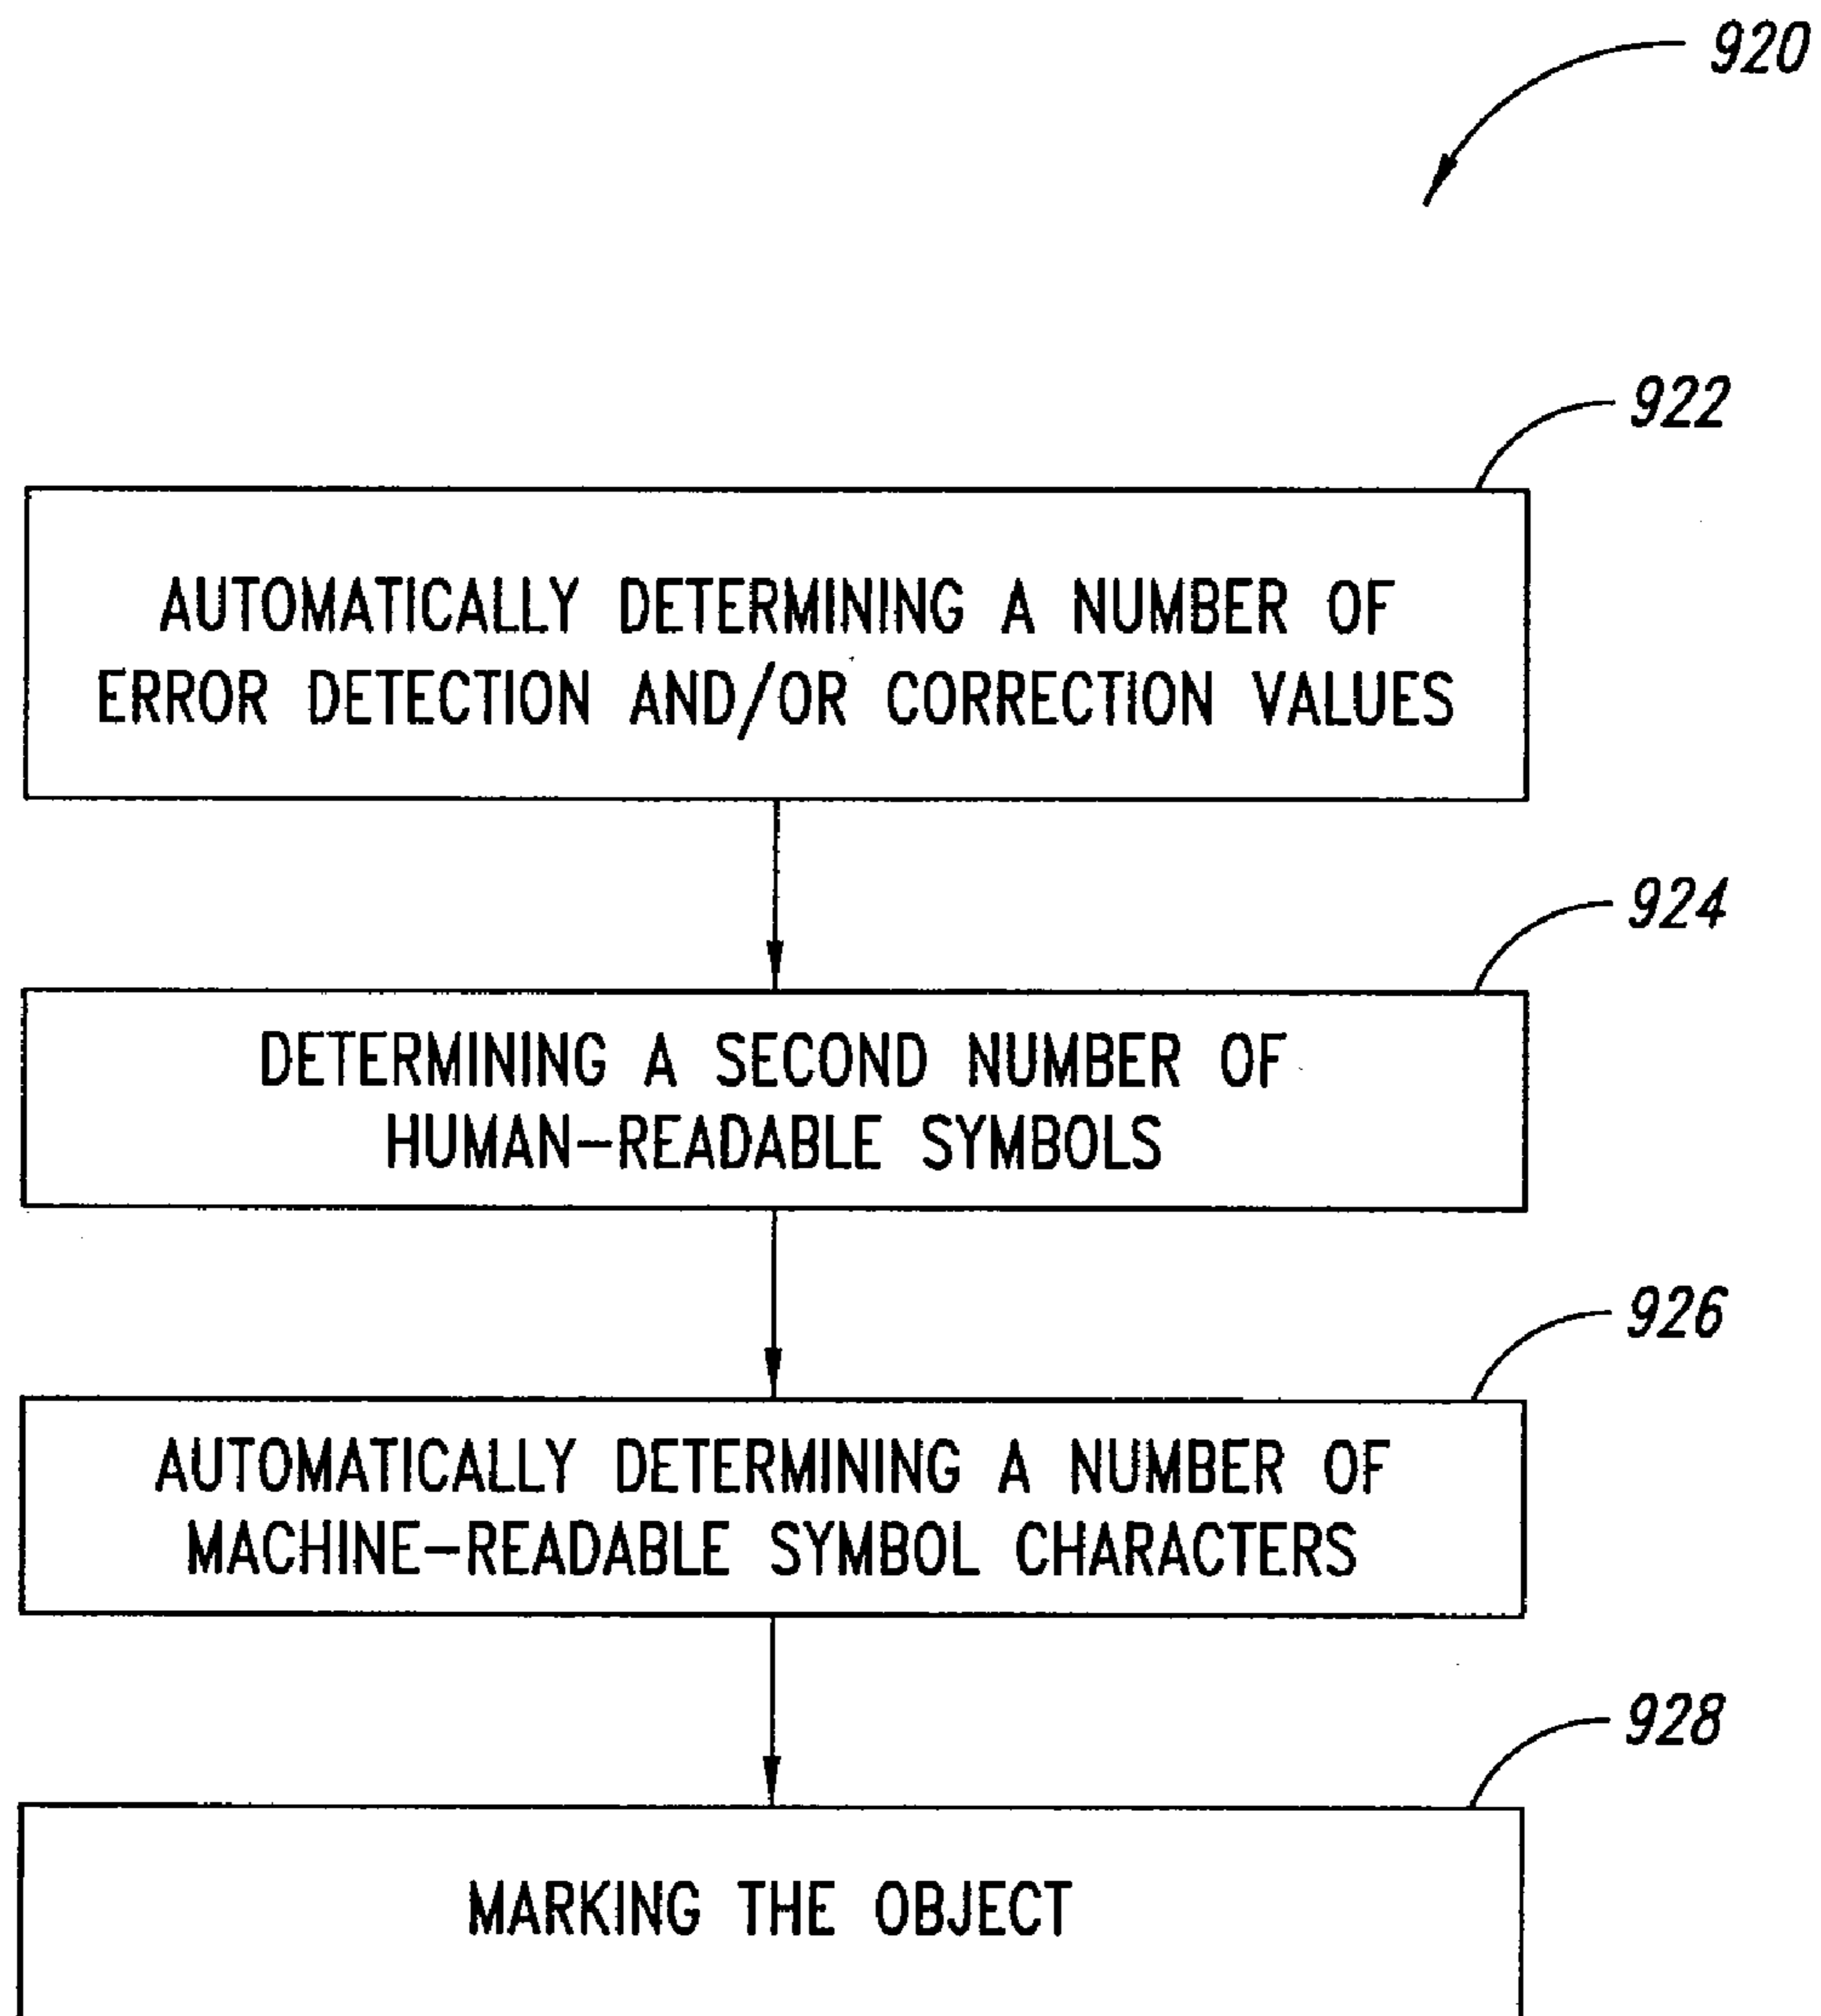 920
922
AUTOMATICALLY DETERMINING A NUMBER OF
ERROR DETECTION AND/OR CORRECTION VALUES
924
DETERMINING A SECOND NUMBER OF
HUMAN-READABLE SYMBOLS
926
AUTOMATICALLY DETERMINING A NUMBER OF
MACHINE-READABLE SYMBOL CHARACTERS
928
MARKING THE OBJECT